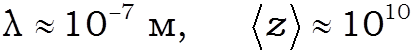 λ ≈ 10⁻⁷ м, ⟨z⟩ ≈ 10¹⁰